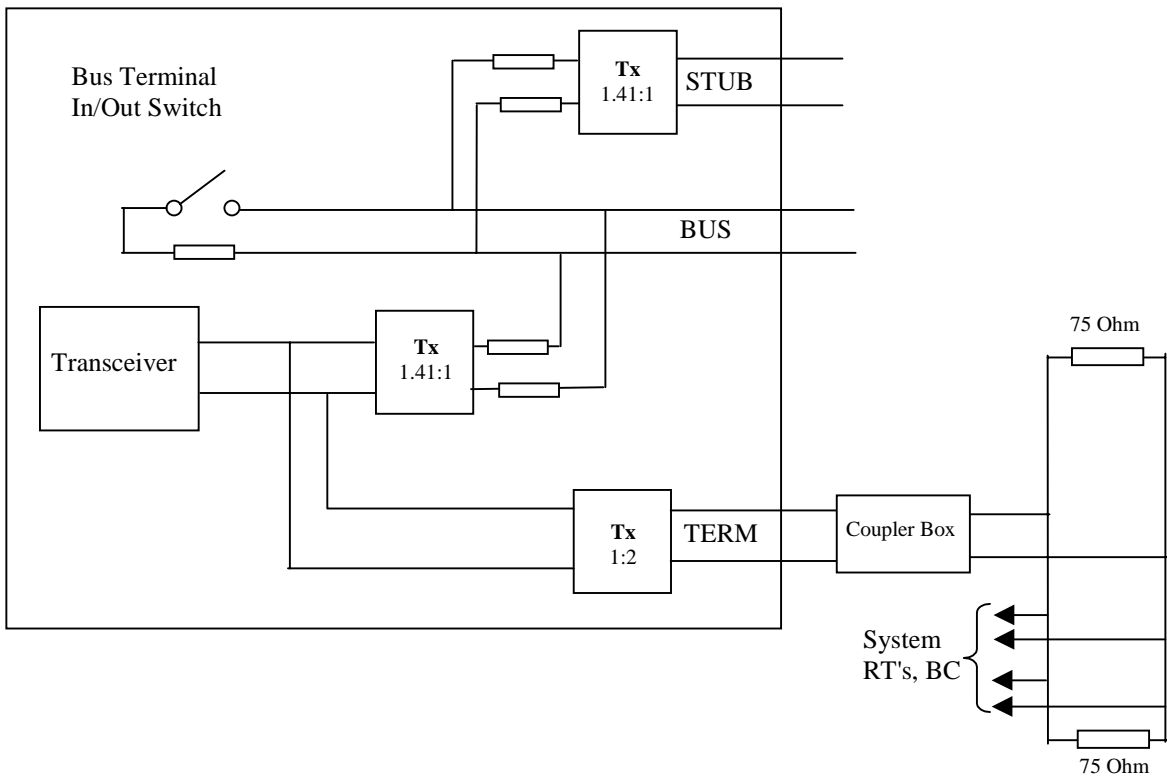 Bus Terminal
In/Out Switch
Tx
1.41:1
STUB
BUS
Transceiver
Tx
1.41:1
75 Ohm
Tx
1:2
TERM
Coupler Box
System
RT's, BC
75 Ohm